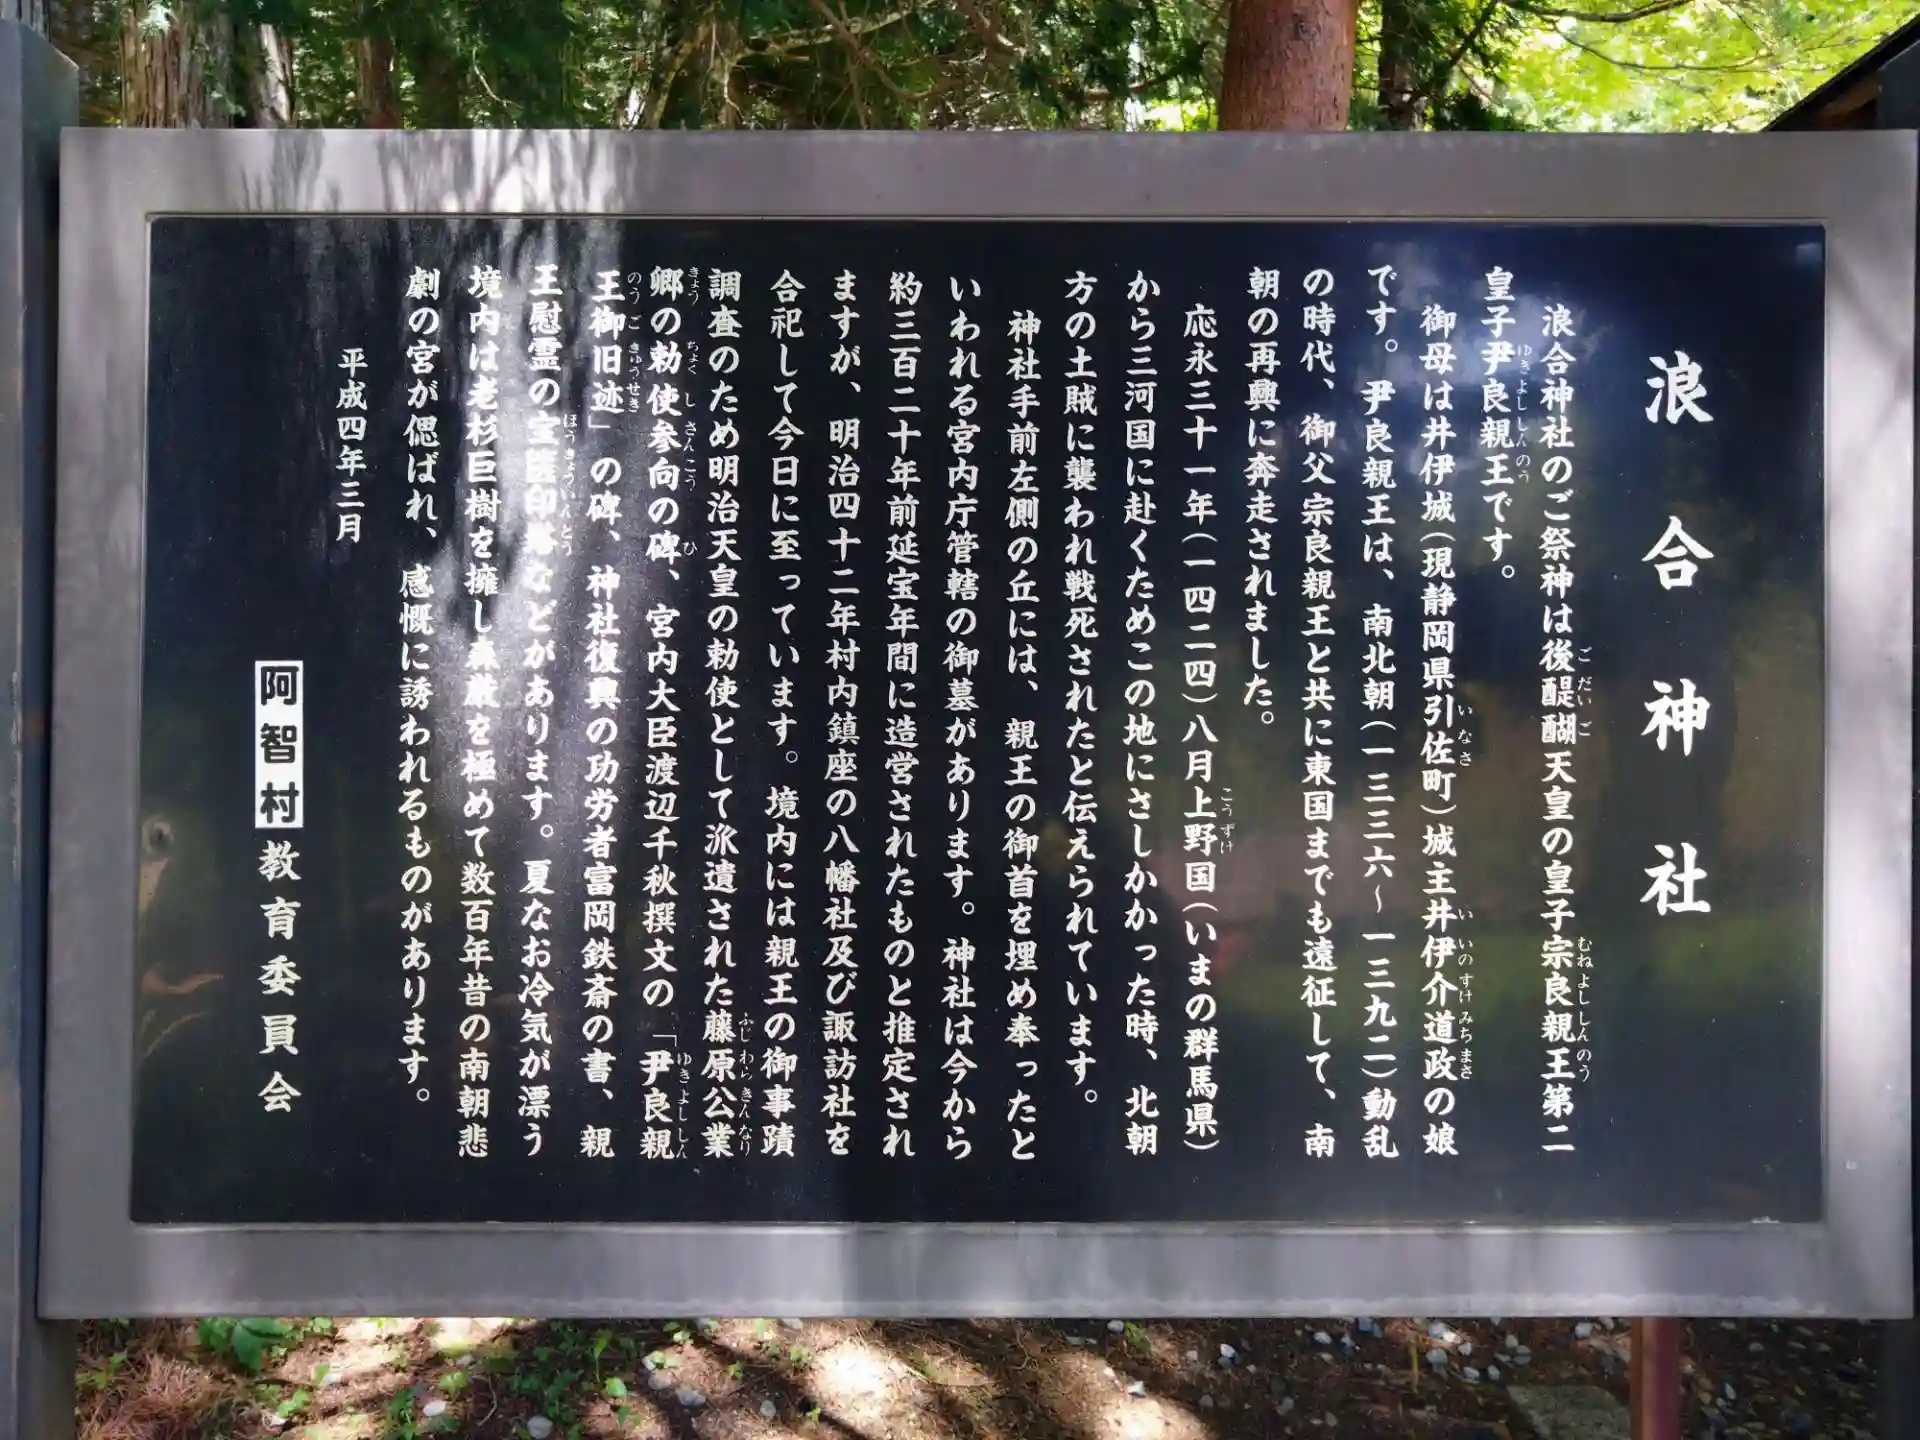 浪合神社
浪合神社のご祭神は後醍醐天皇の皇子宗良親王第二
皇子尹良親王です。
御母は井伊城（現静岡県引佐町）城主井伊介道政の娘
です。尹良親王は、南北朝（一三三六～一三九二）動乱
の時代、御父宗良親王と共に東国までも遠征して、南
朝の再興に奔走されました。
応永三十一年（一四二四）八月上野国（いまの群馬県）
から三河国に赴くためこの地にさしかかった時、北朝
方の土賊に襲われ戦死されたと伝えられています。
神社手前左側の丘には、親王の御首を埋め奉ったと
いわれる宮内庁管轄の御墓があります。神社は今から
約三百二十年前延宝年間に造営されたものと推定され
ますが、明治四十二年村内鎮座の八幡社及び諏訪社を
合祀して今日に至っています。境内には親王の御事蹟
調査のため明治天皇の勅使として派遣された藤原公業
卿の勅使参向の碑、宮内大臣渡辺千秋撰文の「尹良親
王御旧迹」の碑、神社復興の功労者富岡鉄斎の書、親
王慰霊の宝篋印塔などがあります。夏なお冷気が漂う
境内は老杉巨樹を擁し森厳を極めて数百年昔の南朝悲
劇の宮が偲ばれ、感慨に誘われるものがあります。
平成四年三月
阿智村教育委員会